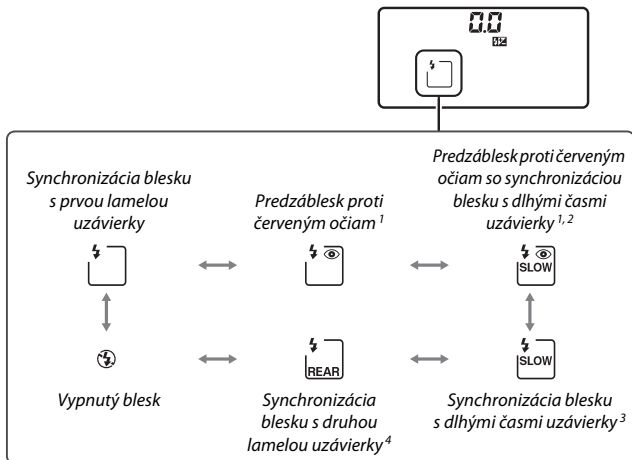 0.0
Synchronizácia blesku
s prvou lamelou
uzávierky
Predzáblesk proti
červeným očiam 1
Predzáblesk proti červeným
očiam so synchronizáciou
blesku s dlhými časmi
uzávierky 1, 2
SLOW
REAR
SLOW
Vypnutý blesk
Synchronizácia
blesku s druhou
lamelou uzávierky 4
Synchronizácia blesku
s dlhými časmi uzávierky 3